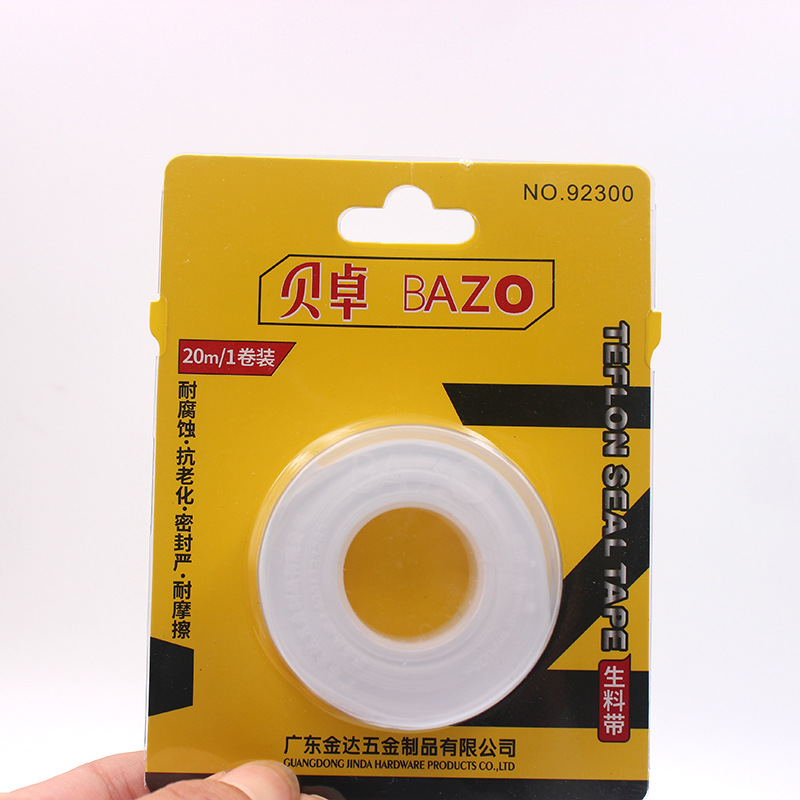 NO.92300
贝卓 BAZO
20m/1卷装
耐腐蚀·抗老化·密封严·耐摩擦
TEFLON SEAL TAPE
生料带
广东金达五金制品有限公司
GUANGDONG JINDA HARDWARE PRODUCTS CO.,LTD